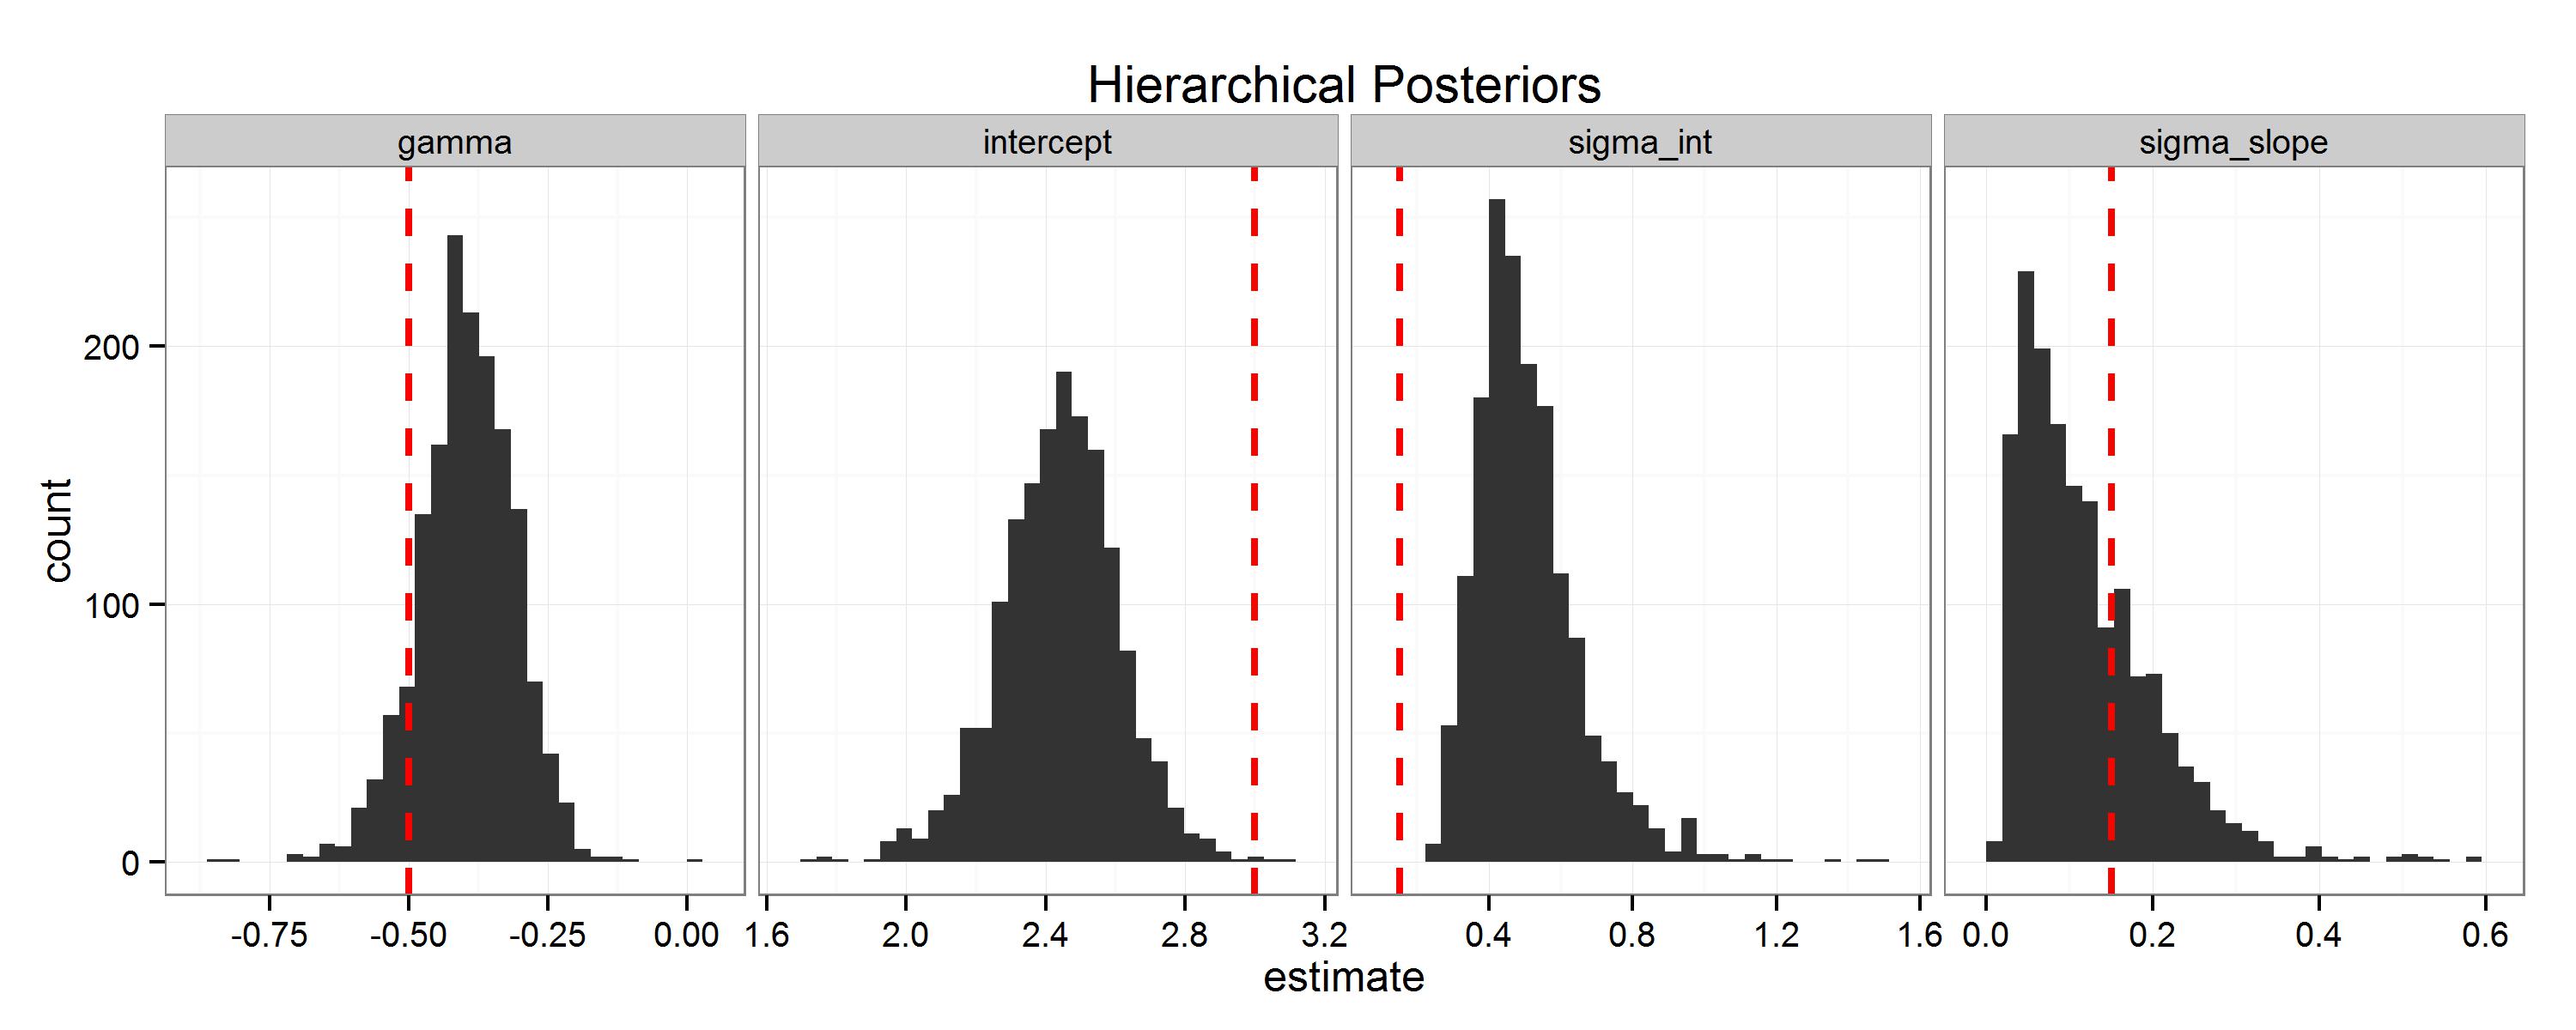 Hierarchical Posteriors
gamma intercept sigma_int sigma_slope
count
200
100
0
-0.75 -0.50 -0.25 0.00 1.6 2.0 2.4 2.8 3.2 0.4 0.8 1.2 1.6 0.0 0.2 0.4 0.6
estimate